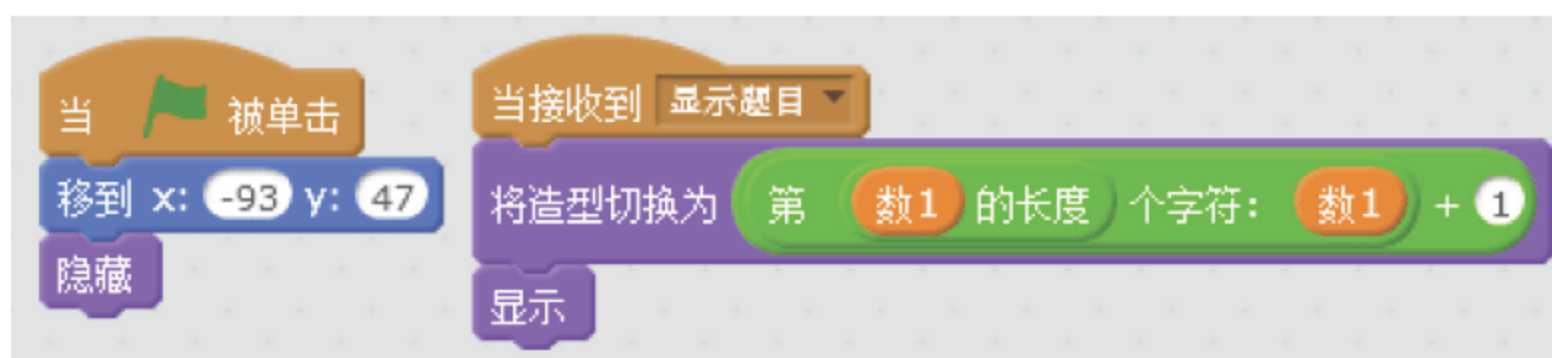 当 被单击
移到 x: -93 y: 47
隐藏
当接收到 显示题目
将造型切换为 第 数1 的长度 个字符: 数1 + 1
显示